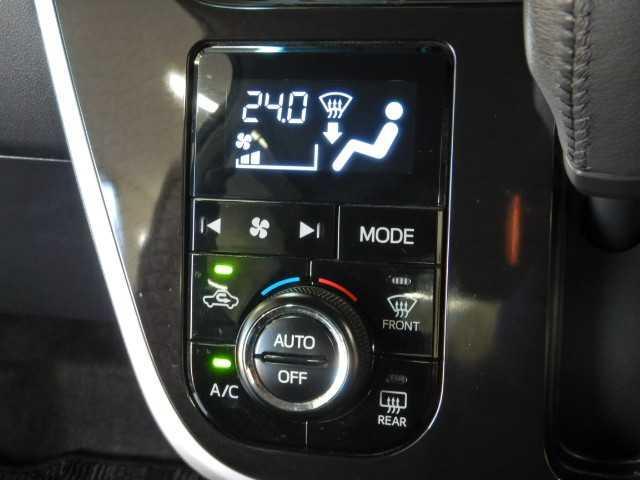 24.0
MODE
FRONT
AUTO
OFF
A/C
REAR